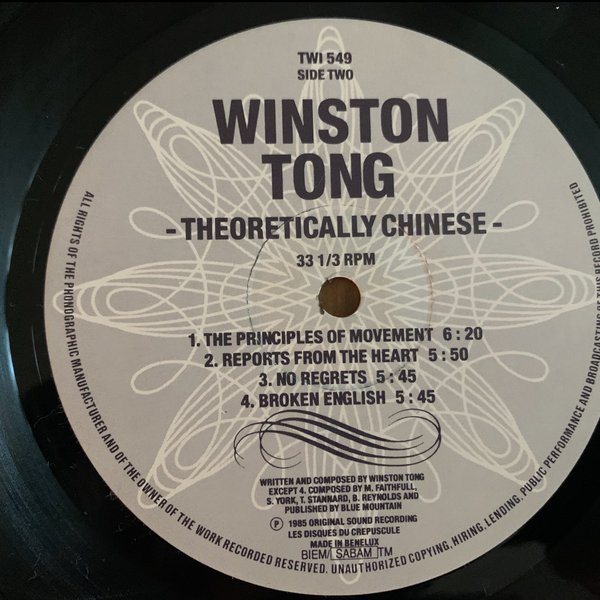 TWI 549
SIDE TWO
WINSTON
TONG
- THEORETICALLY CHINESE -
33 1/3 RPM
1. THE PRINCIPLES OF MOVEMENT 6 : 20
2. REPORTS FROM THE HEART 5 : 50
3. NO REGRETS 5 : 45
4. BROKEN ENGLISH 5 : 45
WRITTEN AND COMPOSED BY WINSTON TONG
EXCEPT 4. COMPOSED BY M. FAITHFULL,
S. YORK, T. STANNARD, B. REYNOLDS AND
PUBLISHED BY BLUE MOUNTAIN
P 1985 ORIGINAL SOUND RECORDING
LES DISQUES DU CREPUSCULE
MADE IN BENELUX
BIEM/ SABAM TM
ALL RIGHTS OF THE PHONOGRAPHIC MANUFACTURER AND OF THE OWNER OF THE WORK RECORDED RESERVED. UNAUTHORIZED COPYING, HIRING, LENDING, PUBLIC PERFORMANCE AND BROADCASTING OF THIS RECORD PROHIBITED